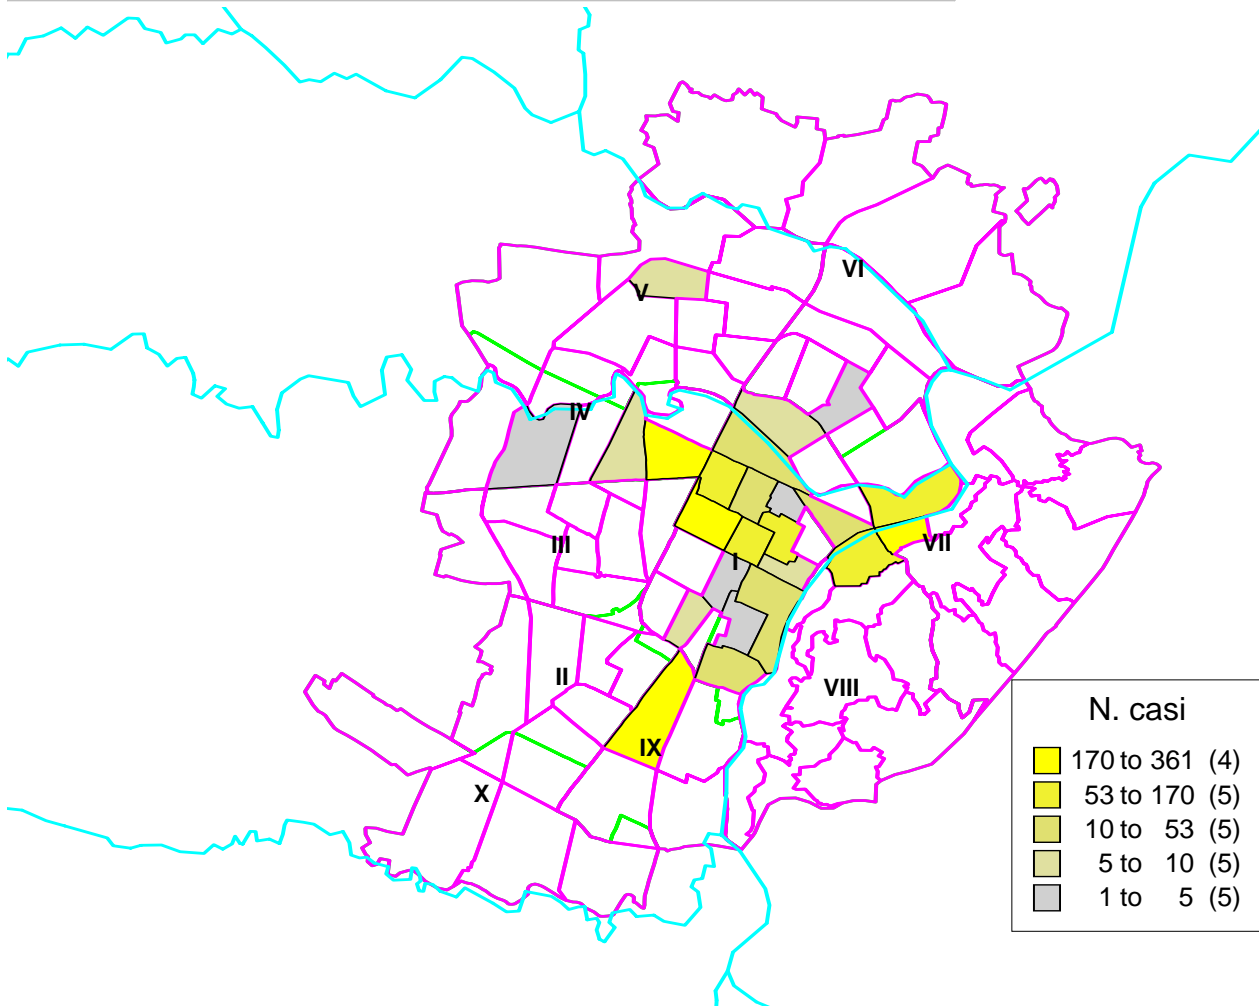 VI
V
IV
III
I
VII
II
VIII
IX
X
N. casi
170 to 361 (4)
53 to 170 (5)
10 to 53 (5)
5 to 10 (5)
1 to 5 (5)